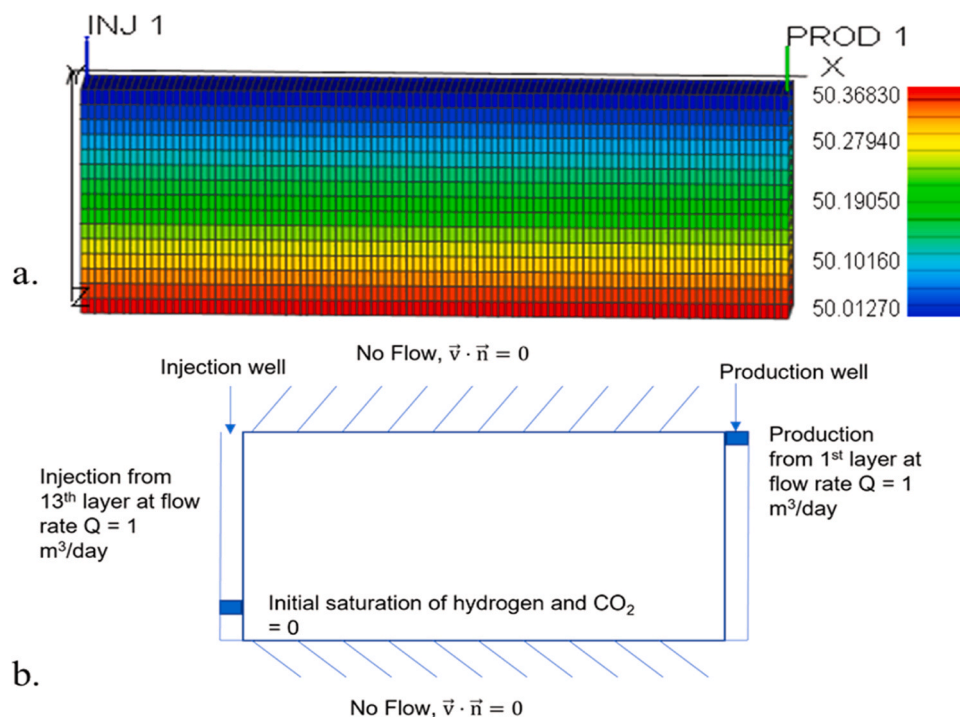 INJ 1
PROD 1
Y
X
50.36830
50.27940
50.19050
50.10160
50.01270
Z
a.
No Flow, v⃗ · n⃗ = 0
Injection well
Production well
Injection from
13th layer at flow
rate Q = 1
m³/day
Production
from 1st layer at
flow rate Q = 1
m³/day
Initial saturation of hydrogen and CO₂
= 0
b.
No Flow, v⃗ · n⃗ = 0